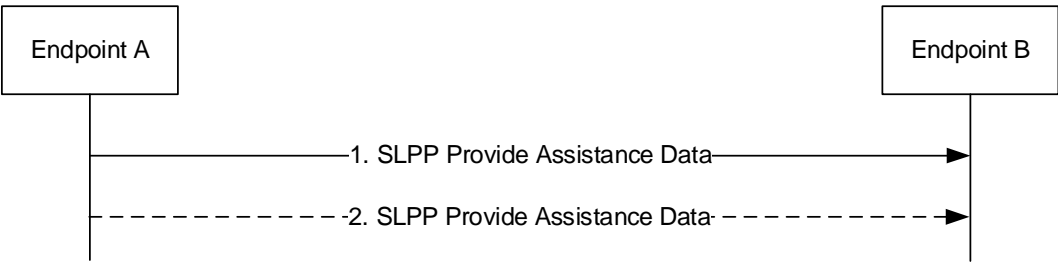 Endpoint A
Endpoint B
1. SLPP Provide Assistance Data
2. SLPP Provide Assistance Data